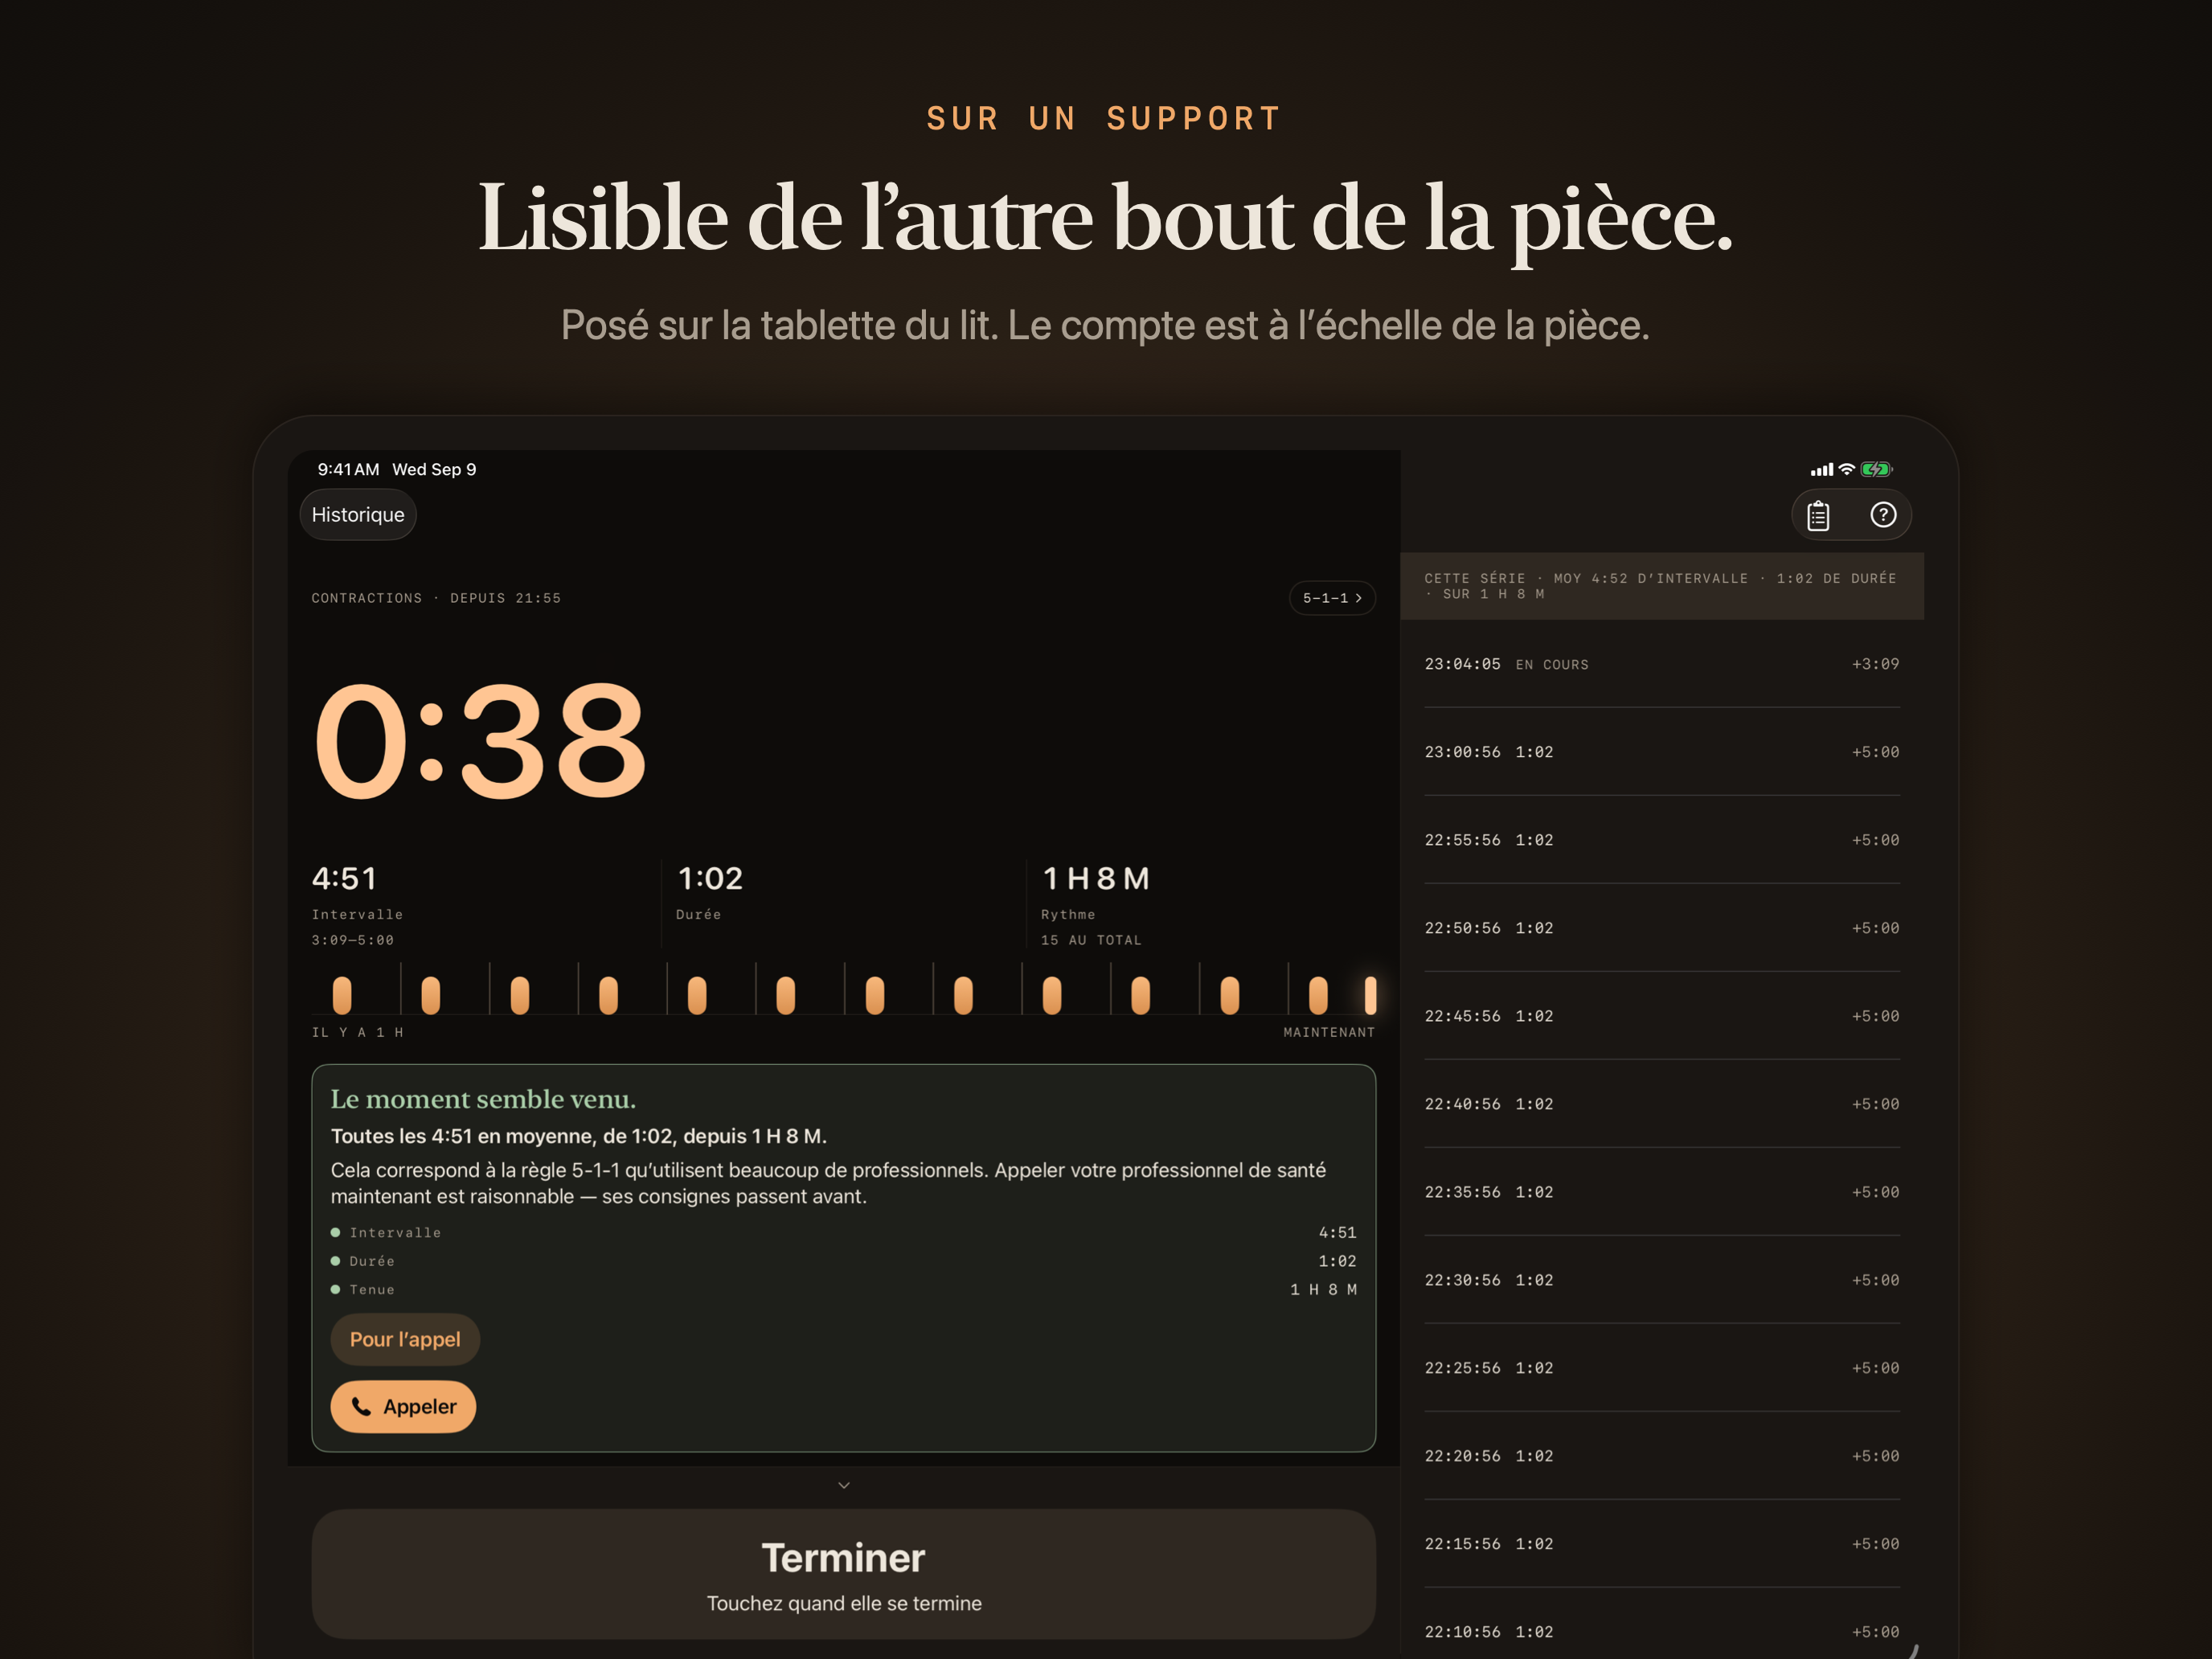 SUR UN SUPPORT
Lisible de l’autre bout de la pièce.
Posé sur la tablette du lit. Le compte est à l’échelle de la pièce.
9:41 AM Wed Sep 9
Historique
CONTRACTIONS · DEPUIS 21:55
5-1-1 >
0:38
4:51
Intervalle
3:09–5:00
1:02
Durée
1 H 8 M
Rythme
15 AU TOTAL
IL Y A 1 H
MAINTENANT
Le moment semble venu.
Toutes les 4:51 en moyenne, de 1:02, depuis 1 H 8 M.
Cela correspond à la règle 5-1-1 qu’utilisent beaucoup de professionnels. Appeler votre professionnel de santé
maintenant est raisonnable — ses consignes passent avant.
Intervalle 4:51
Durée 1:02
Tenue 1 H 8 M
Pour l’appel
Appeler
Terminer
Touchez quand elle se termine
CETTE SÉRIE · MOY 4:52 D’INTERVALLE · 1:02 DE DURÉE
· SUR 1 H 8 M
23:04:05 EN COURS +3:09
23:00:56 1:02 +5:00
22:55:56 1:02 +5:00
22:50:56 1:02 +5:00
22:45:56 1:02 +5:00
22:40:56 1:02 +5:00
22:35:56 1:02 +5:00
22:30:56 1:02 +5:00
22:25:56 1:02 +5:00
22:20:56 1:02 +5:00
22:15:56 1:02 +5:00
22:10:56 1:02 +5:00